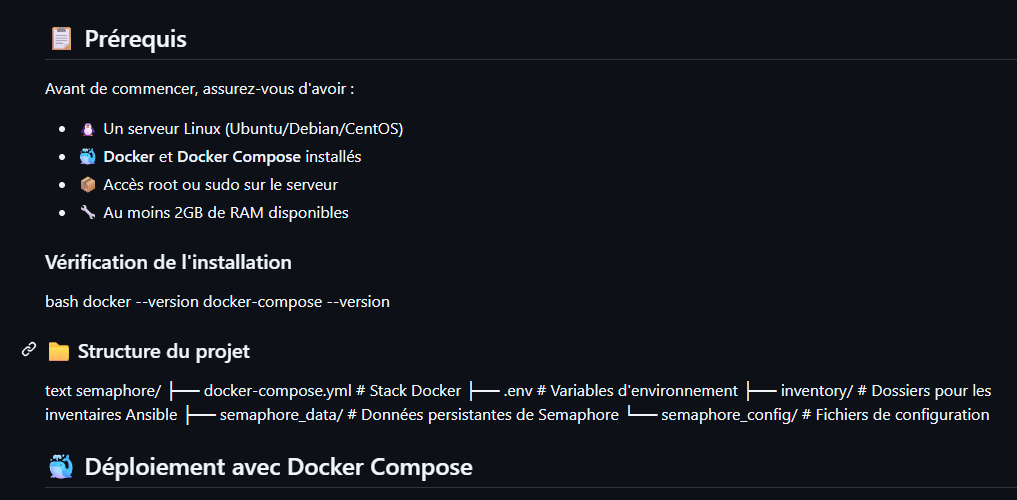 📋 Prérequis
Avant de commencer, assurez-vous d'avoir :
• 🐧 Un serveur Linux (Ubuntu/Debian/CentOS)
• 🐳 Docker et Docker Compose installés
• 📦 Accès root ou sudo sur le serveur
• 🔧 Au moins 2GB de RAM disponibles
Vérification de l'installation
bash docker --version docker-compose --version
📁 Structure du projet
text semaphore/ ├── docker-compose.yml # Stack Docker ├── .env # Variables d'environnement ├── inventory/ # Dossiers pour les
inventaires Ansible ├── semaphore_data/ # Données persistantes de Semaphore └── semaphore_config/ # Fichiers de configuration
🐳 Déploiement avec Docker Compose